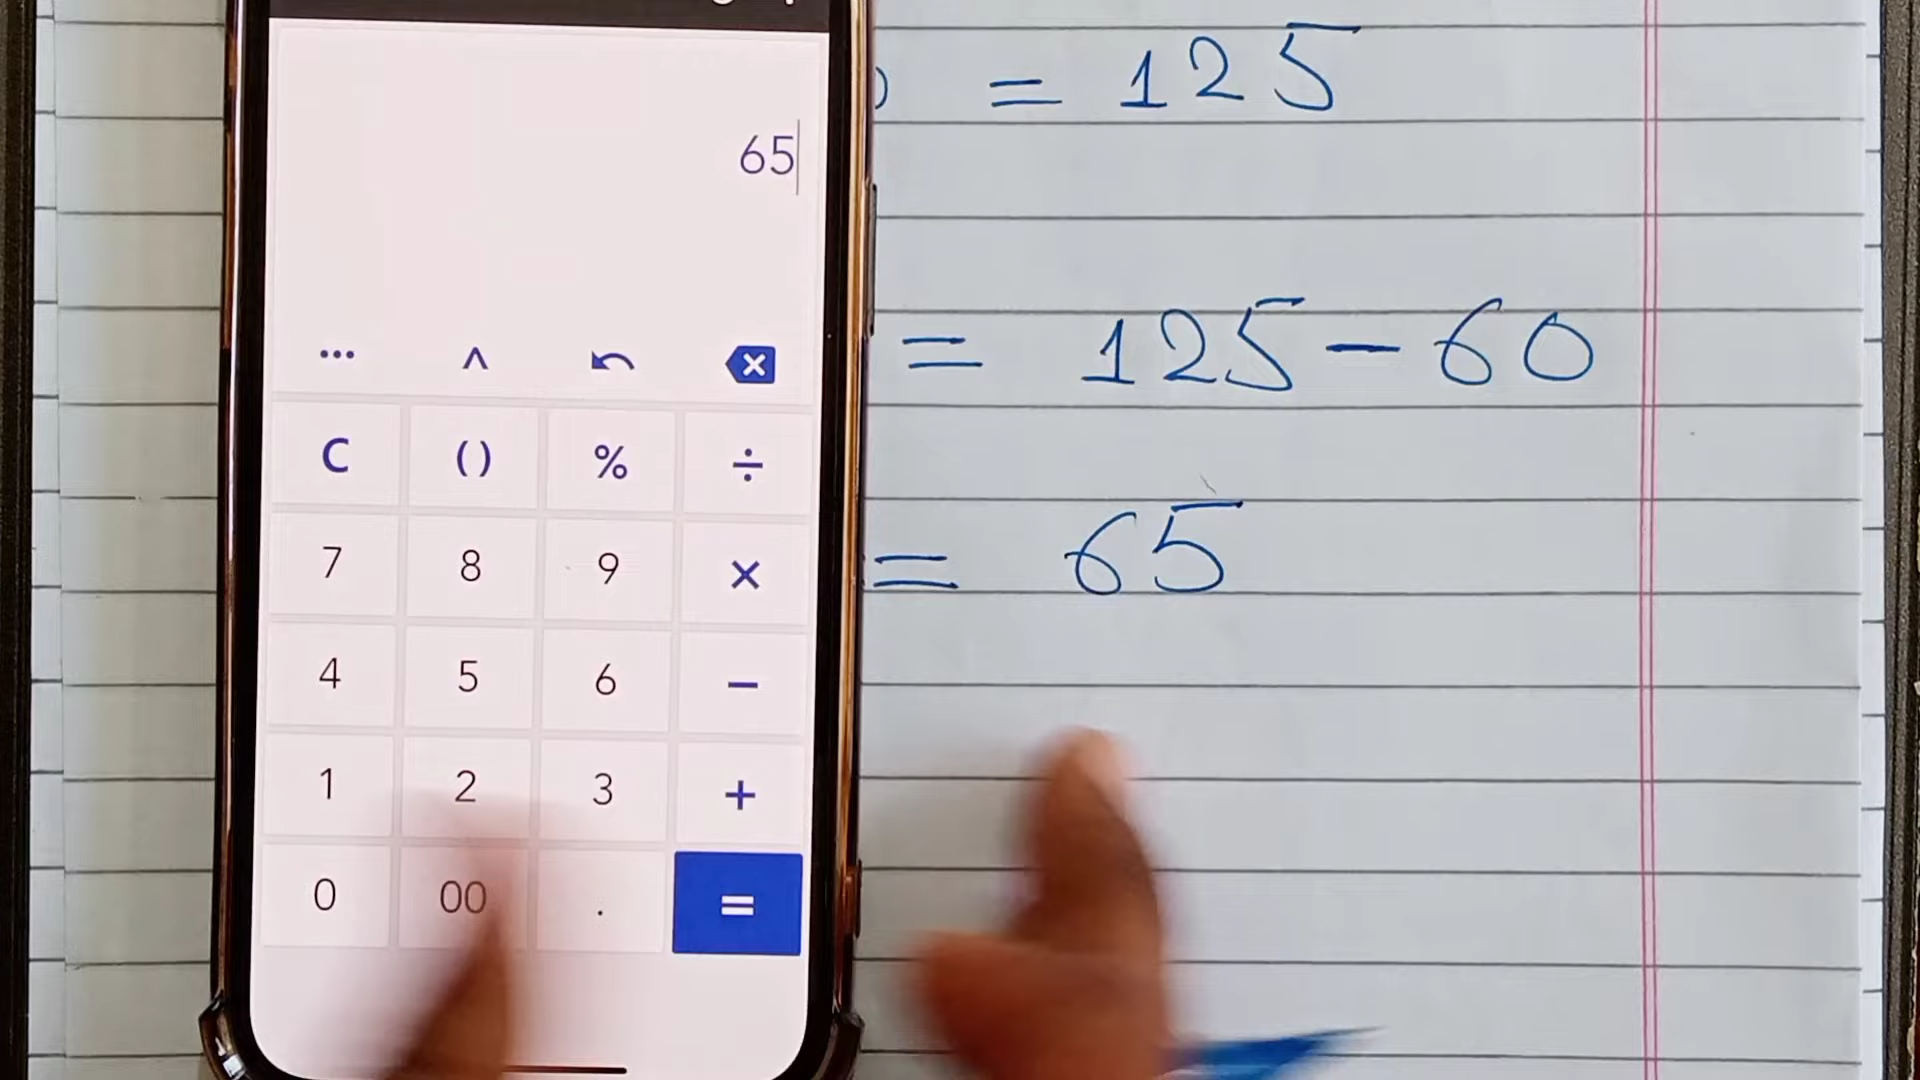 = 125
65
= 125 - 60
... ^
C () % ÷
= 65
7 8 9 ×
4 5 6 −
1 2 3 +
0 00 . =